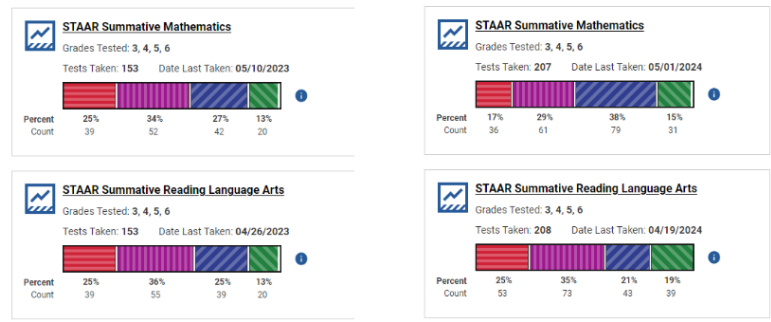 STAAR Summative Mathematics
Grades Tested: 3, 4, 5, 6
Tests Taken: 153 Date Last Taken: 05/10/2023
Percent 25% 34% 27% 13%
Count 39 52 42 20
STAAR Summative Mathematics
Grades Tested: 3, 4, 5, 6
Tests Taken: 207 Date Last Taken: 05/01/2024
Percent 17% 29% 38% 15%
Count 36 61 79 31
STAAR Summative Reading Language Arts
Grades Tested: 3, 4, 5, 6
Tests Taken: 153 Date Last Taken: 04/26/2023
Percent 25% 36% 25% 13%
Count 39 55 39 20
STAAR Summative Reading Language Arts
Grades Tested: 3, 4, 5, 6
Tests Taken: 208 Date Last Taken: 04/19/2024
Percent 25% 35% 21% 19%
Count 53 73 43 39